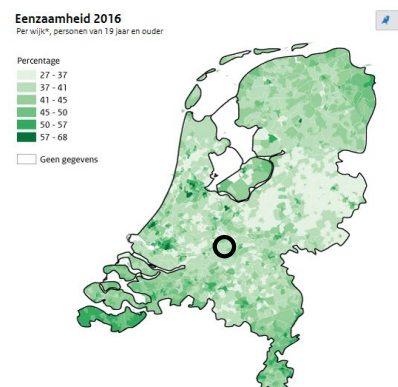 Eenzaamheid 2016
Per wijk*, personen van 19 jaar en ouder
Percentage
27 - 37
37 - 41
41 - 45
45 - 50
50 - 57
57 - 68
Geen gegevens